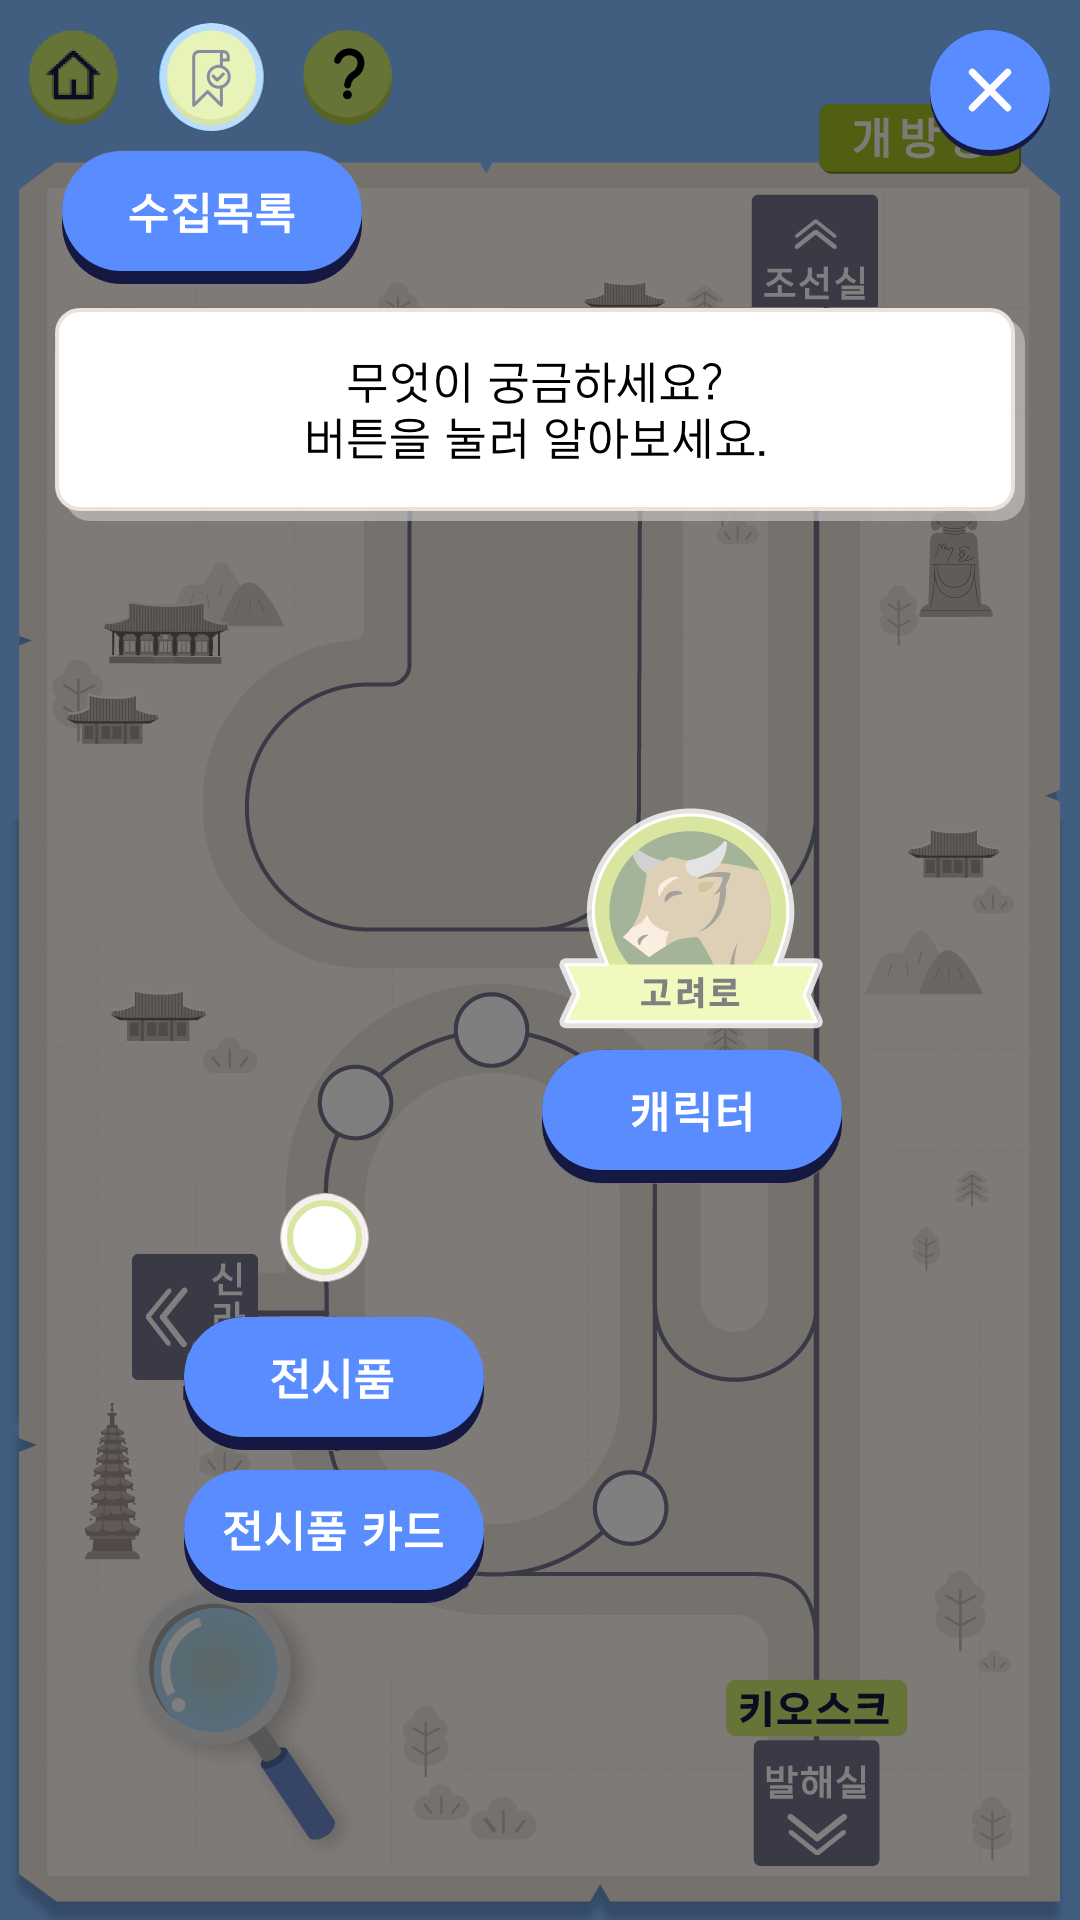 ?
개방
수집목록
조선실
무엇이 궁금하세요?
버튼을 눌러 알아보세요.
고려로
캐릭터
신
라
전시품
전시품 카드
키오스크
발해실